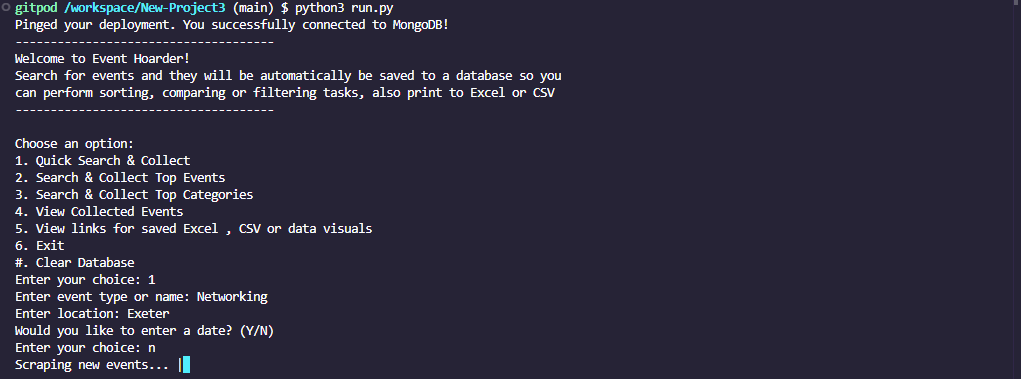 gitpod /workspace/New-Project3 (main) $ python3 run.py
Pinged your deployment. You successfully connected to MongoDB!
-------------------------------------
Welcome to Event Hoarder!
Search for events and they will be automatically be saved to a database so you
can perform sorting, comparing or filtering tasks, also print to Excel or CSV
-------------------------------------
Choose an option:
1. Quick Search & Collect
2. Search & Collect Top Events
3. Search & Collect Top Categories
4. View Collected Events
5. View links for saved Excel , CSV or data visuals
6. Exit
#. Clear Database
Enter your choice: 1
Enter event type or name: Networking
Enter location: Exeter
Would you like to enter a date? (Y/N)
Enter your choice: n
Scraping new events... |